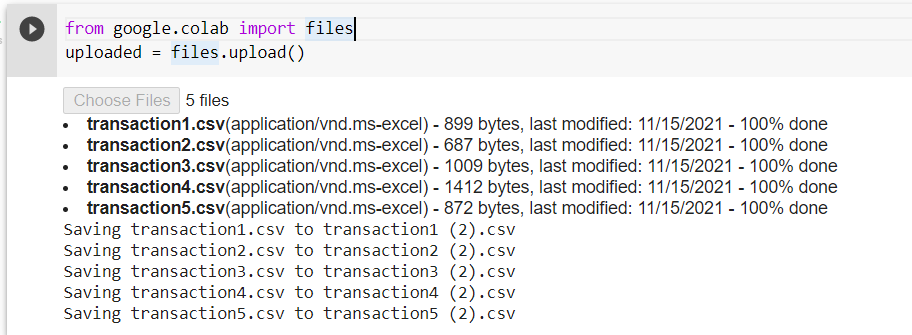 from google.colab import files
uploaded = files.upload()
Choose Files 5 files
• transaction1.csv(application/vnd.ms-excel) - 899 bytes, last modified: 11/15/2021 - 100% done
• transaction2.csv(application/vnd.ms-excel) - 687 bytes, last modified: 11/15/2021 - 100% done
• transaction3.csv(application/vnd.ms-excel) - 1009 bytes, last modified: 11/15/2021 - 100% done
• transaction4.csv(application/vnd.ms-excel) - 1412 bytes, last modified: 11/15/2021 - 100% done
• transaction5.csv(application/vnd.ms-excel) - 872 bytes, last modified: 11/15/2021 - 100% done
Saving transaction1.csv to transaction1 (2).csv
Saving transaction2.csv to transaction2 (2).csv
Saving transaction3.csv to transaction3 (2).csv
Saving transaction4.csv to transaction4 (2).csv
Saving transaction5.csv to transaction5 (2).csv